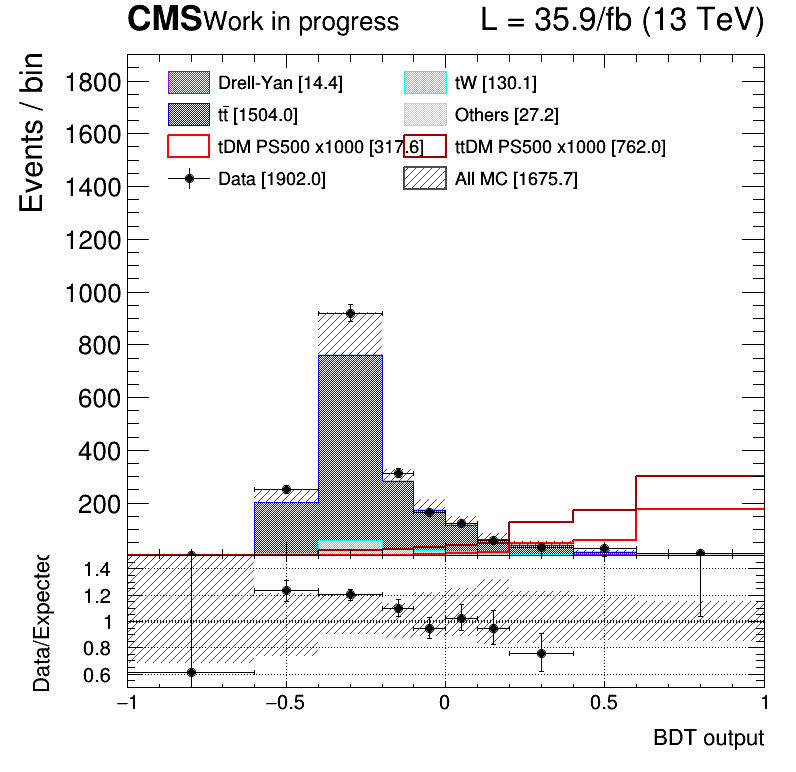 CMS Work in progress L = 35.9/fb (13 TeV)
Events / bin
1800
1600
1400
1200
1000
800
600
400
200
Drell-Yan [14.4]
tW [130.1]
tt̄ [1504.0]
Others [27.2]
tDM PS500 x1000 [317.6]
ttDM PS500 x1000 [762.0]
Data [1902.0]
All MC [1675.7]
Data/Expected
1.4
1.2
1
0.8
0.6
−1 −0.5 0 0.5 1
BDT output